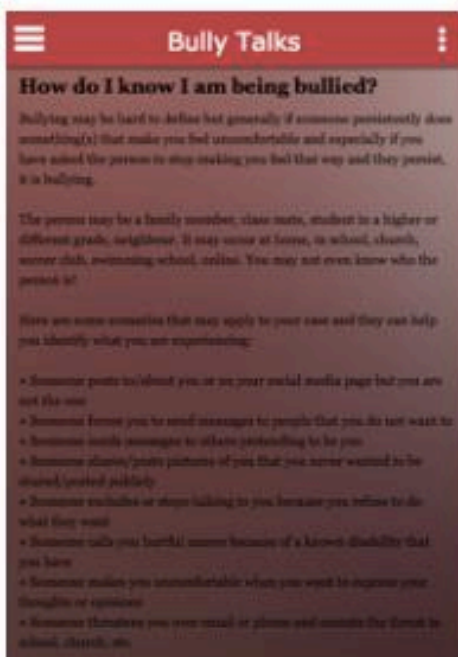 Bully Talks
How do I know I am being bullied?
Bullying may be hard to define but generally if someone persistently does
something(s) that make you feel uncomfortable and especially if you
have asked the person to stop making you feel that way and they persist,
it is bullying.
The person may be a family member, class mate, student in a higher or
different grade, neighbour. It may occur at home, in school, church,
soccer club, swimming school, online. You may not even know who the
person is!
Here are some scenarios that may apply to your case and they can help
you identify what you are experiencing:
» Someone posts to/about you or on your social media page but you are
not the one
» Someone forces you to send messages to people that you do not want to
» Someone sends messages to others pretending to be you
» Someone shares/posts pictures of you that you never wanted to be
shared/posted publicly
» Someone excludes or stops talking to you because you refuse to do
what they want
» Someone calls you hurtful names because of a known disability that
you have
» Someone makes you uncomfortable when you want to express your
thoughts or opinions
» Someone threatens you over email or phone and the threat in
school, church, etc.